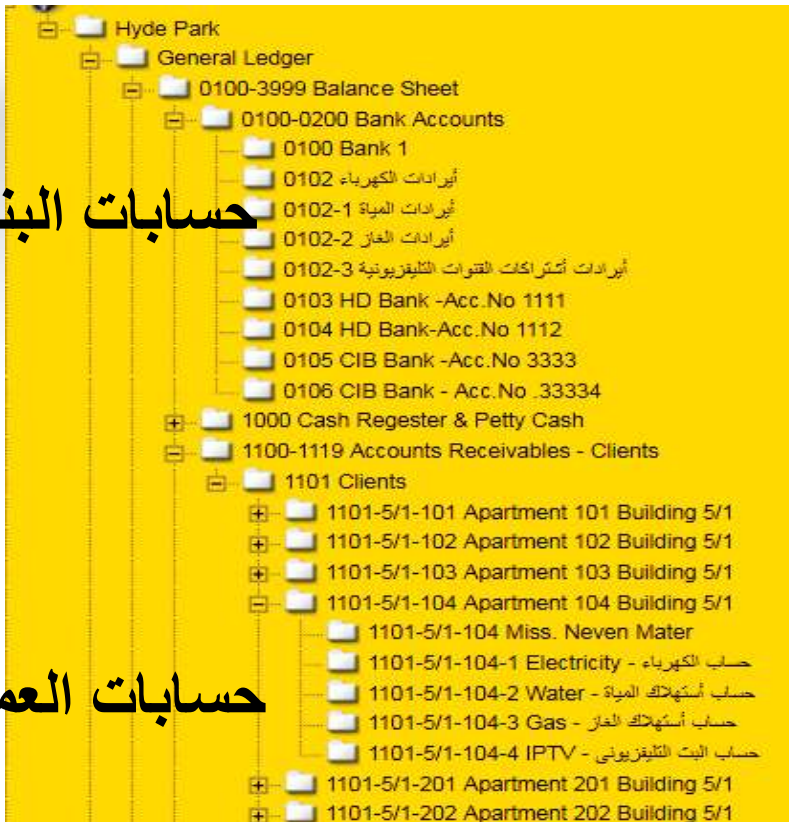 Hyde Park
General Ledger
0100-3999 Balance Sheet
0100-0200 Bank Accounts
0100 Bank 1
0102 أيرادات الكهرباء
0102-1 أيرادات المياة
حسابات
0102-2 أيرادات الغاز
0102-3 أيرادات أشتراكات القنوات التليفزيونية
0103 HD Bank -Acc.No 1111
0104 HD Bank-Acc.No 1112
0105 CIB Bank -Acc.No 3333
0106 CIB Bank - Acc.No .33334
1000 Cash Regester & Petty Cash
1100-1119 Accounts Receivables - Clients
1101 Clients
1101-5/1-101 Apartment 101 Building 5/1
1101-5/1-102 Apartment 102 Building 5/1
1101-5/1-103 Apartment 103 Building 5/1
1101-5/1-104 Apartment 104 Building 5/1
1101-5/1-104 Miss. Neven Mater
1101-5/1-104-1 Electricity - حساب الكهرباء
حسابات
1101-5/1-104-2 Water - حساب أستهلاك المياة
1101-5/1-104-3 Gas - حساب أستهلاك الغاز
1101-5/1-104-4 IPTV - حساب البت التليفزيونى
1101-5/1-201 Apartment 201 Building 5/1
1101-5/1-202 Apartment 202 Building 5/1